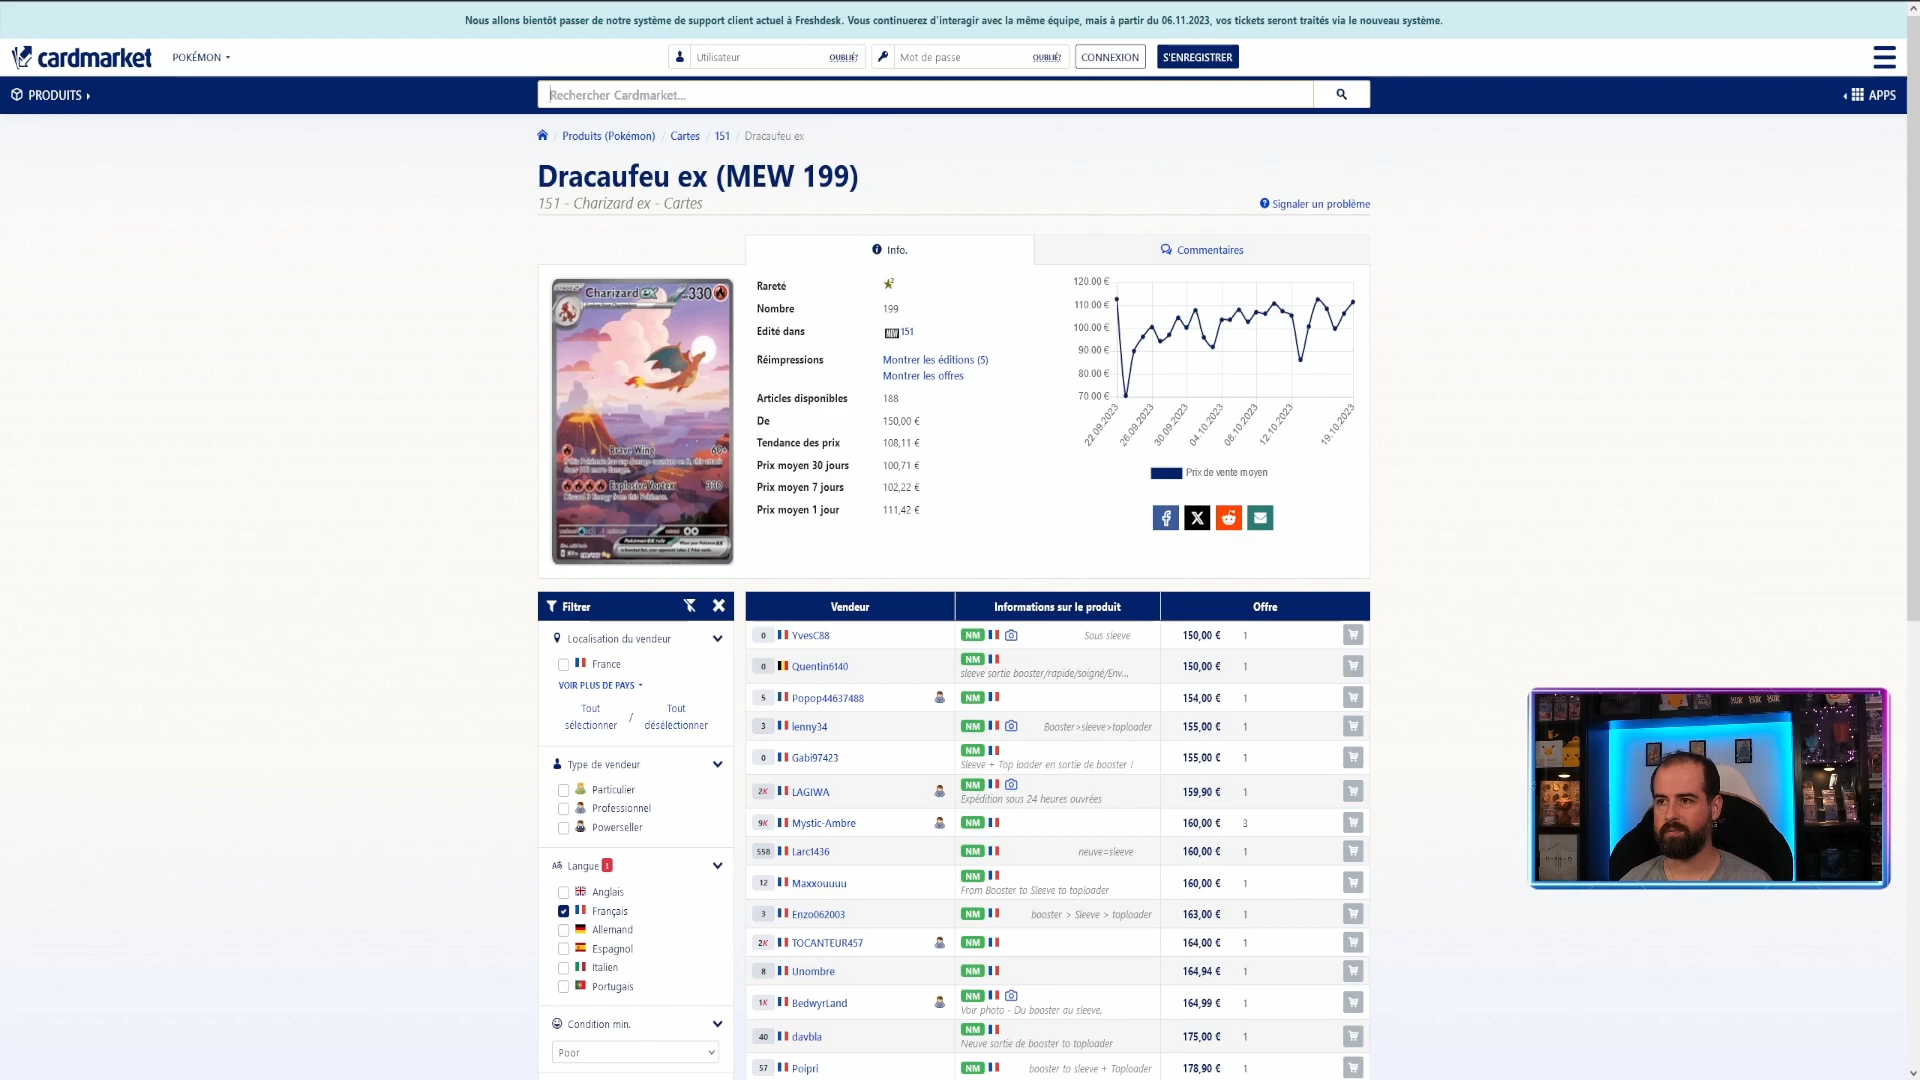 Nous allons bientôt passer de notre système de support client actuel à Freshdesk. Vous continuerez d'interagir avec la même équipe, mais à partir du 06.11.2023, vos tickets seront traités via le nouveau système.
cardmarket
POKÉMON
Utilisateur
OUBLIÉ?
Mot de passe
OUBLIÉ?
CONNEXION
S'ENREGISTRER
PRODUITS
Rechercher Cardmarket...
APPS
Produits (Pokémon) / Cartes / 151 / Dracaufeu ex
Dracaufeu ex (MEW 199)
151 - Charizard ex - Cartes
Signaler un problème
Info.
Commentaires
Charizard ex 330
Brave Wing 60+
Explosive Vortex 330
Discard 3 Energy from this Pokémon.
Pokémon ex rule
Rareté
Nombre 199
Edité dans 151
Réimpressions Montrer les éditions (5)
Montrer les offres
Articles disponibles 188
De 150,00 €
Tendance des prix 108,11 €
Prix moyen 30 jours 100,71 €
Prix moyen 7 jours 102,22 €
Prix moyen 1 jour 111,42 €
120.00 €
110.00 €
100.00 €
90.00 €
80.00 €
70.00 €
22.09.2023
26.09.2023
30.09.2023
04.10.2023
08.10.2023
12.10.2023
19.10.2023
Prix de vente moyen
Filtrer
Localisation du vendeur
France
VOIR PLUS DE PAYS
Tout sélectionner / Tout désélectionner
Type de vendeur
Particulier
Professionnel
Powerseller
Langue 1
Anglais
Français
Allemand
Espagnol
Italien
Portugais
Condition min.
Poor
Vendeur Informations sur le produit Offre
0 YvesC88 NM Sous sleeve 150,00 € 1
0 Quentin6140 NM 150,00 € 1
sleeve sortie booster/rapide/soigné/Env...
5 Popop44637488 NM 154,00 € 1
3 lenny34 NM Booster>sleeve>toploader 155,00 € 1
0 Gabi97423 NM 155,00 € 1
Sleeve + Top loader en sortie de booster !
2K LAGIWA NM 159,90 € 1
Expédition sous 24 heures ouvrées
9K Mystic-Ambre NM 160,00 € 3
558 Larc1436 NM neuve=sleeve 160,00 € 1
12 Maxxouuuu NM 160,00 € 1
From Booster to Sleeve to toploader
3 Enzo062003 NM booster > Sleeve > toploader 163,00 € 1
2K TOCANTEUR457 NM 164,00 € 1
8 Unombre NM 164,94 € 1
1K BedwyrLand NM 164,99 € 1
Voir photo - Du booster au sleeve.
40 davbla NM 175,00 € 1
Neuve sortie de booster to toploader
57 Poipri NM booster to sleeve + Toploader 178,90 € 1
DIABLO